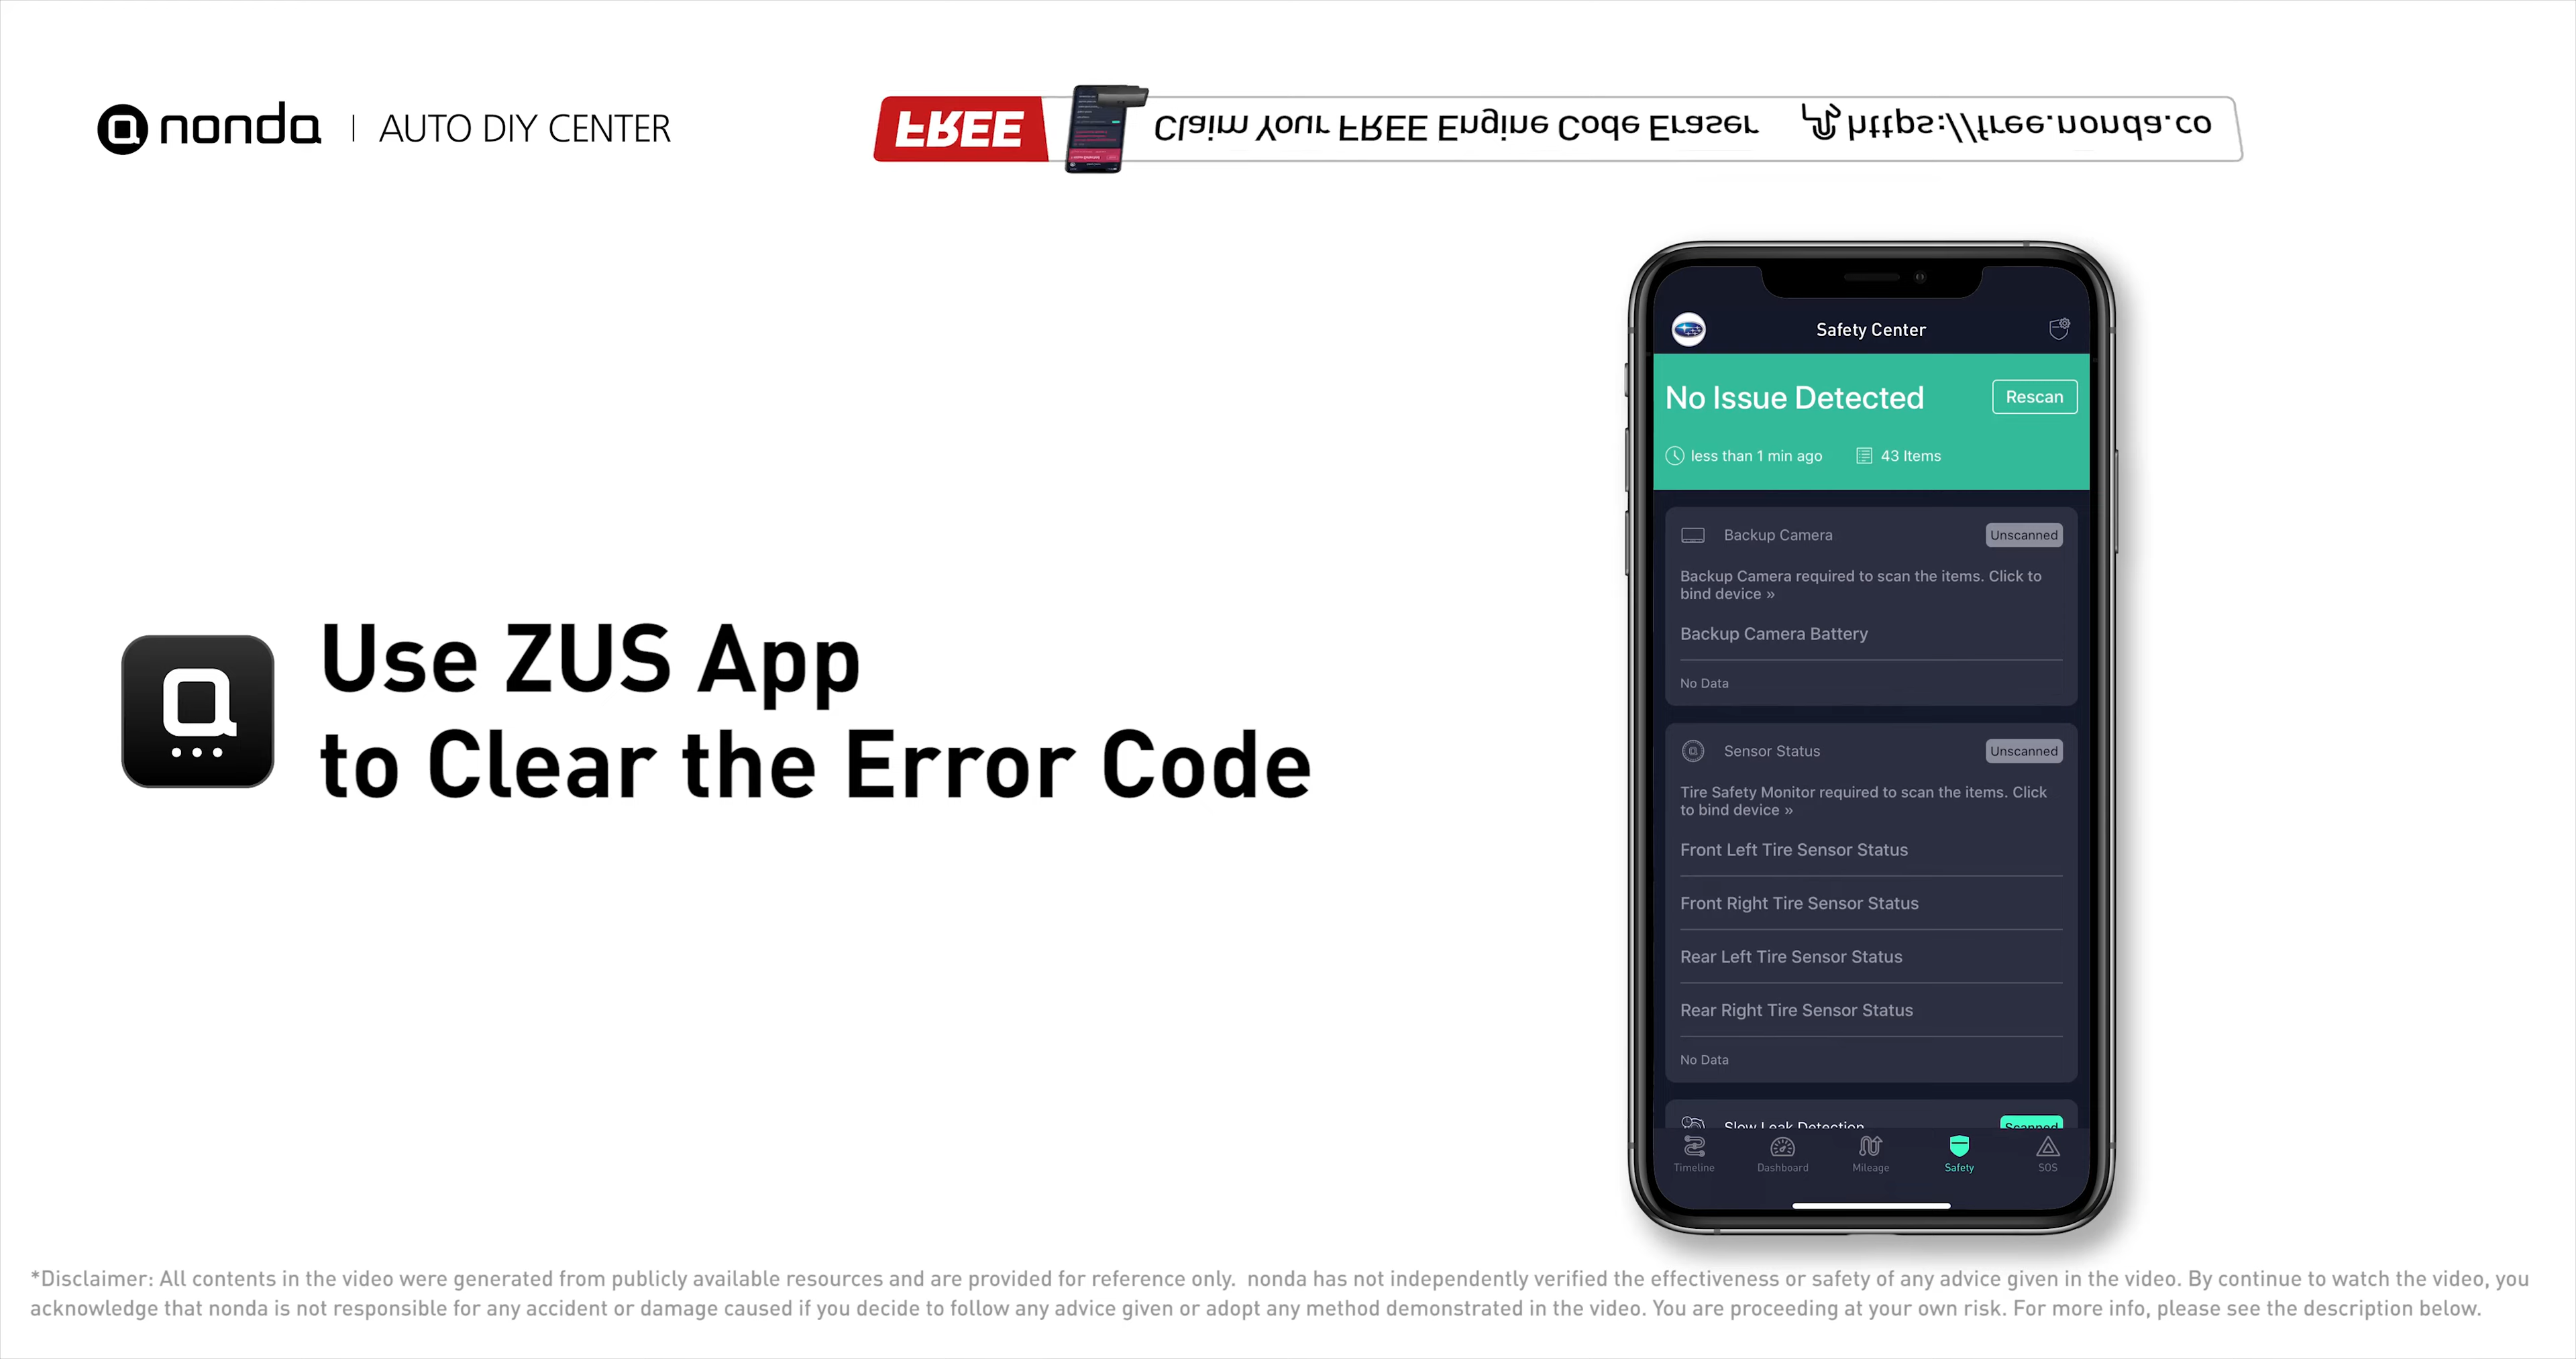 nonda | AUTO DIY CENTER
FREE
Claim Your FREE Engine Code Eraser
https://free.nonda.co
Use ZUS App
to Clear the Error Code
Safety Center
No Issue Detected
Rescan
less than 1 min ago
43 Items
Backup Camera
Unscanned
Backup Camera required to scan the items. Click to
bind device »
Backup Camera Battery
No Data
Sensor Status
Unscanned
Tire Safety Monitor required to scan the items. Click
to bind device »
Front Left Tire Sensor Status
Front Right Tire Sensor Status
Rear Left Tire Sensor Status
Rear Right Tire Sensor Status
No Data
Slow Leak Detection
Scanned
Timeline
Dashboard
Mileage
Safety
SOS
*Disclaimer: All contents in the video were generated from publicly available resources and are provided for reference only. nonda has not independently verified the effectiveness or safety of any advice given in the video. By continue to watch the video, you
acknowledge that nonda is not responsible for any accident or damage caused if you decide to follow any advice given or adopt any method demonstrated in the video. You are proceeding at your own risk. For more info, please see the description below.